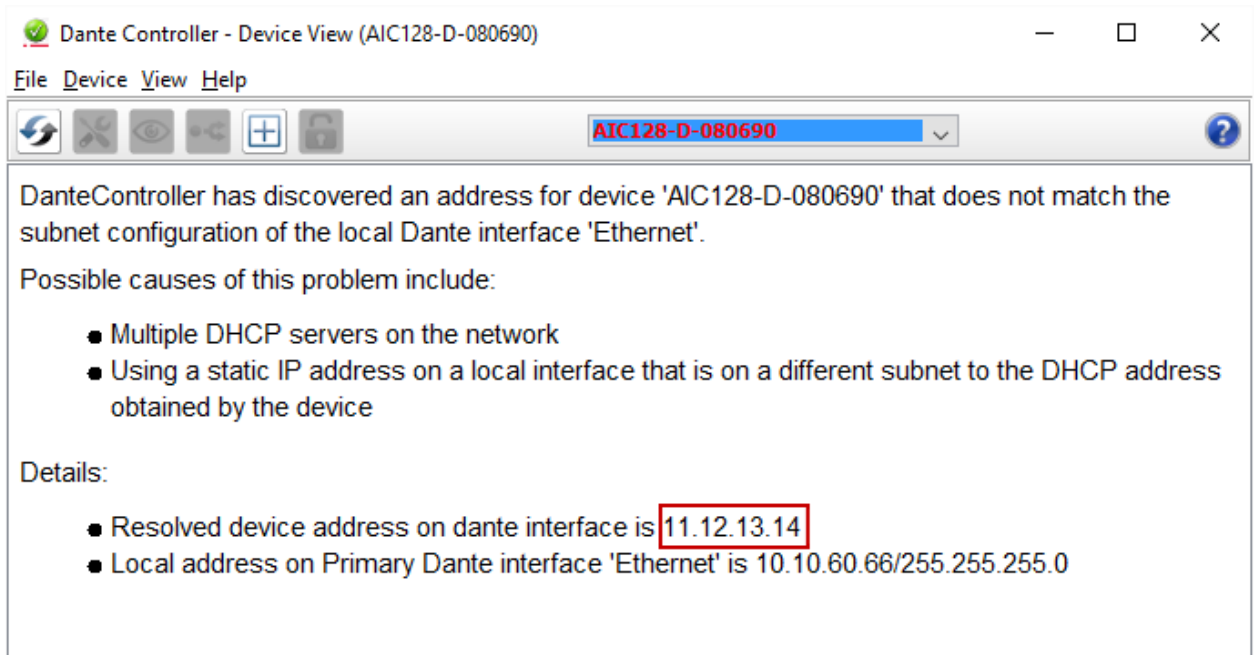 Dante Controller - Device View (AIC128-D-080690)
File Device View Help
AIC128-D-080690
DanteController has discovered an address for device 'AIC128-D-080690' that does not match the
subnet configuration of the local Dante interface 'Ethernet'.
Possible causes of this problem include:
Multiple DHCP servers on the network
Using a static IP address on a local interface that is on a different subnet to the DHCP address
obtained by the device
Details:
Resolved device address on dante interface is 11.12.13.14
Local address on Primary Dante interface 'Ethernet' is 10.10.60.66/255.255.255.0